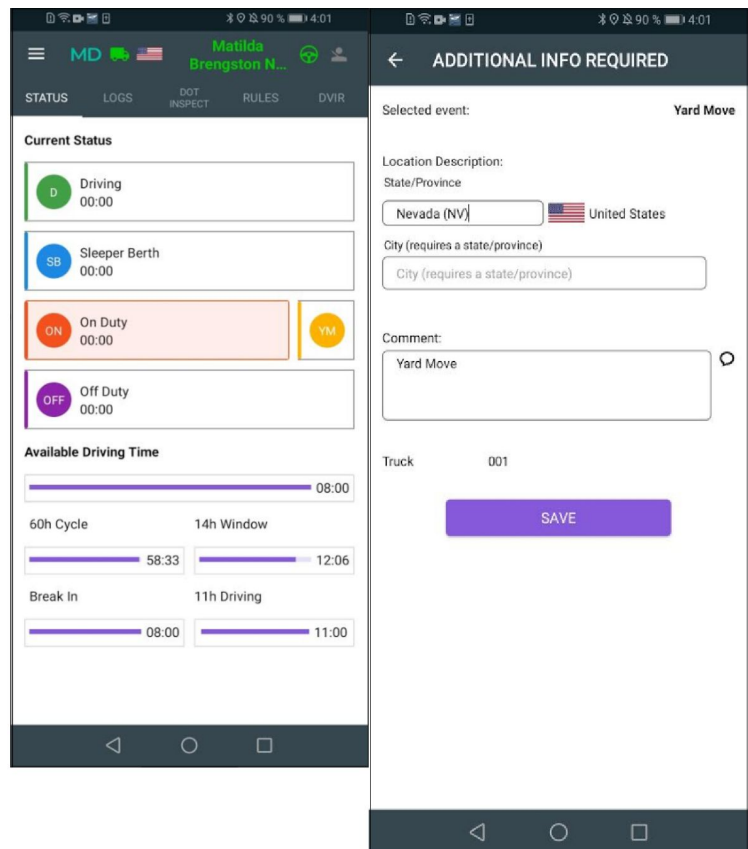 90 % 4:01
MD Matilda
Brengston N...
STATUS LOGS DOT INSPECT RULES DVIR
Current Status
D Driving
00:00
SB Sleeper Berth
00:00
ON On Duty
00:00
YM
OFF Off Duty
00:00
Available Driving Time
08:00
60h Cycle 14h Window
58:33 12:06
Break In 11h Driving
08:00 11:00
90 % 4:01
ADDITIONAL INFO REQUIRED
Selected event: Yard Move
Location Description:
State/Province
Nevada (NV) United States
City (requires a state/province)
City (requires a state/province)
Comment:
Yard Move
Truck 001
SAVE